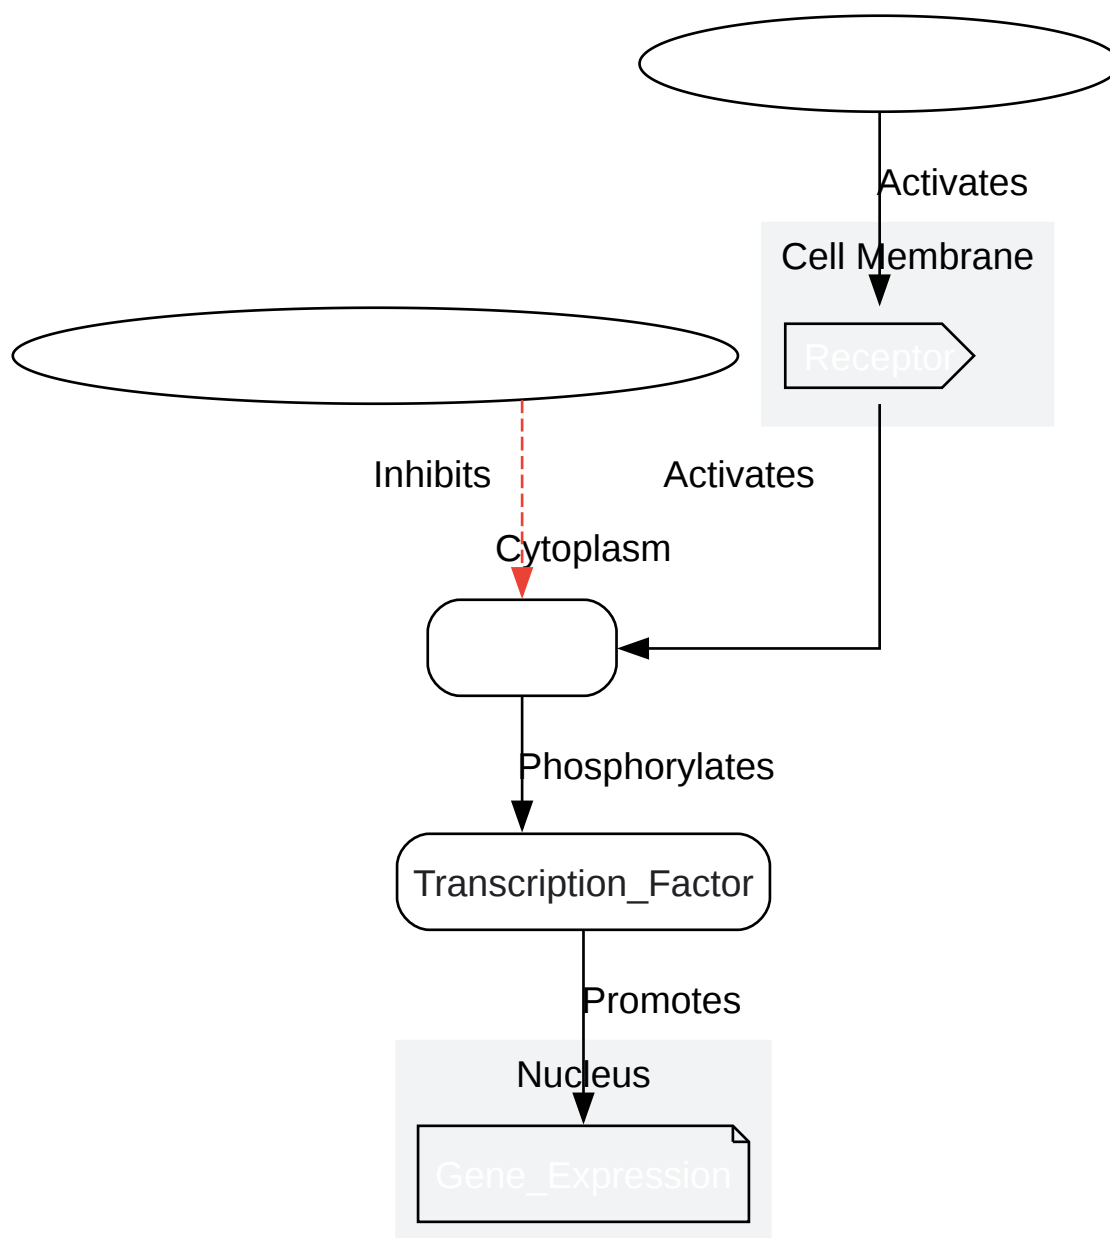 Activates
Cell Membrane
Receptor
Inhibits
Activates
Cytoplasm
Phosphorylates
Transcription_Factor
Promotes
Nucleus
Gene_Expression